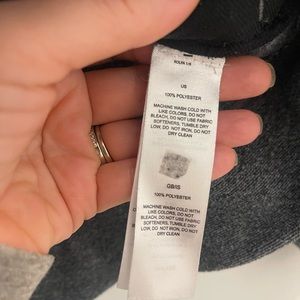 US
100% POLYESTER
MACHINE WASH COLD WITH
LIKE COLORS, DO NOT
BLEACH, DO NOT USE FABRIC
SOFTENERS, TUMBLE DRY
LOW, DO NOT IRON, DO NOT
DRY CLEAN
GB/IS
100% POLYESTER
MACHINE WASH COLD WITH
LIKE COLORS, DO NOT
BLEACH, DO NOT USE FABRIC
SOFTENERS, TUMBLE DRY
LOW, DO NOT IRON, DO NOT
DRY CLEAN